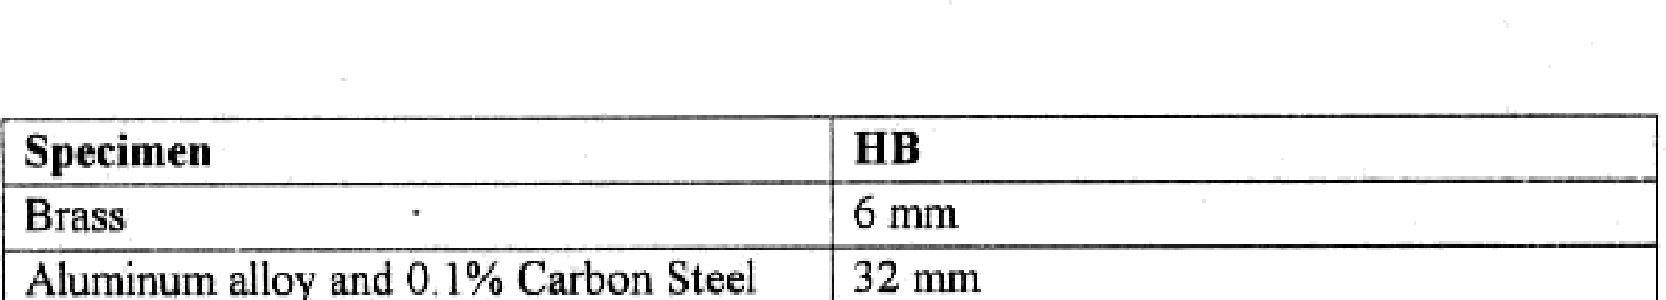 Specimen HB
Brass 6 mm
Aluminum alloy and 0.1% Carbon Steel 32 mm